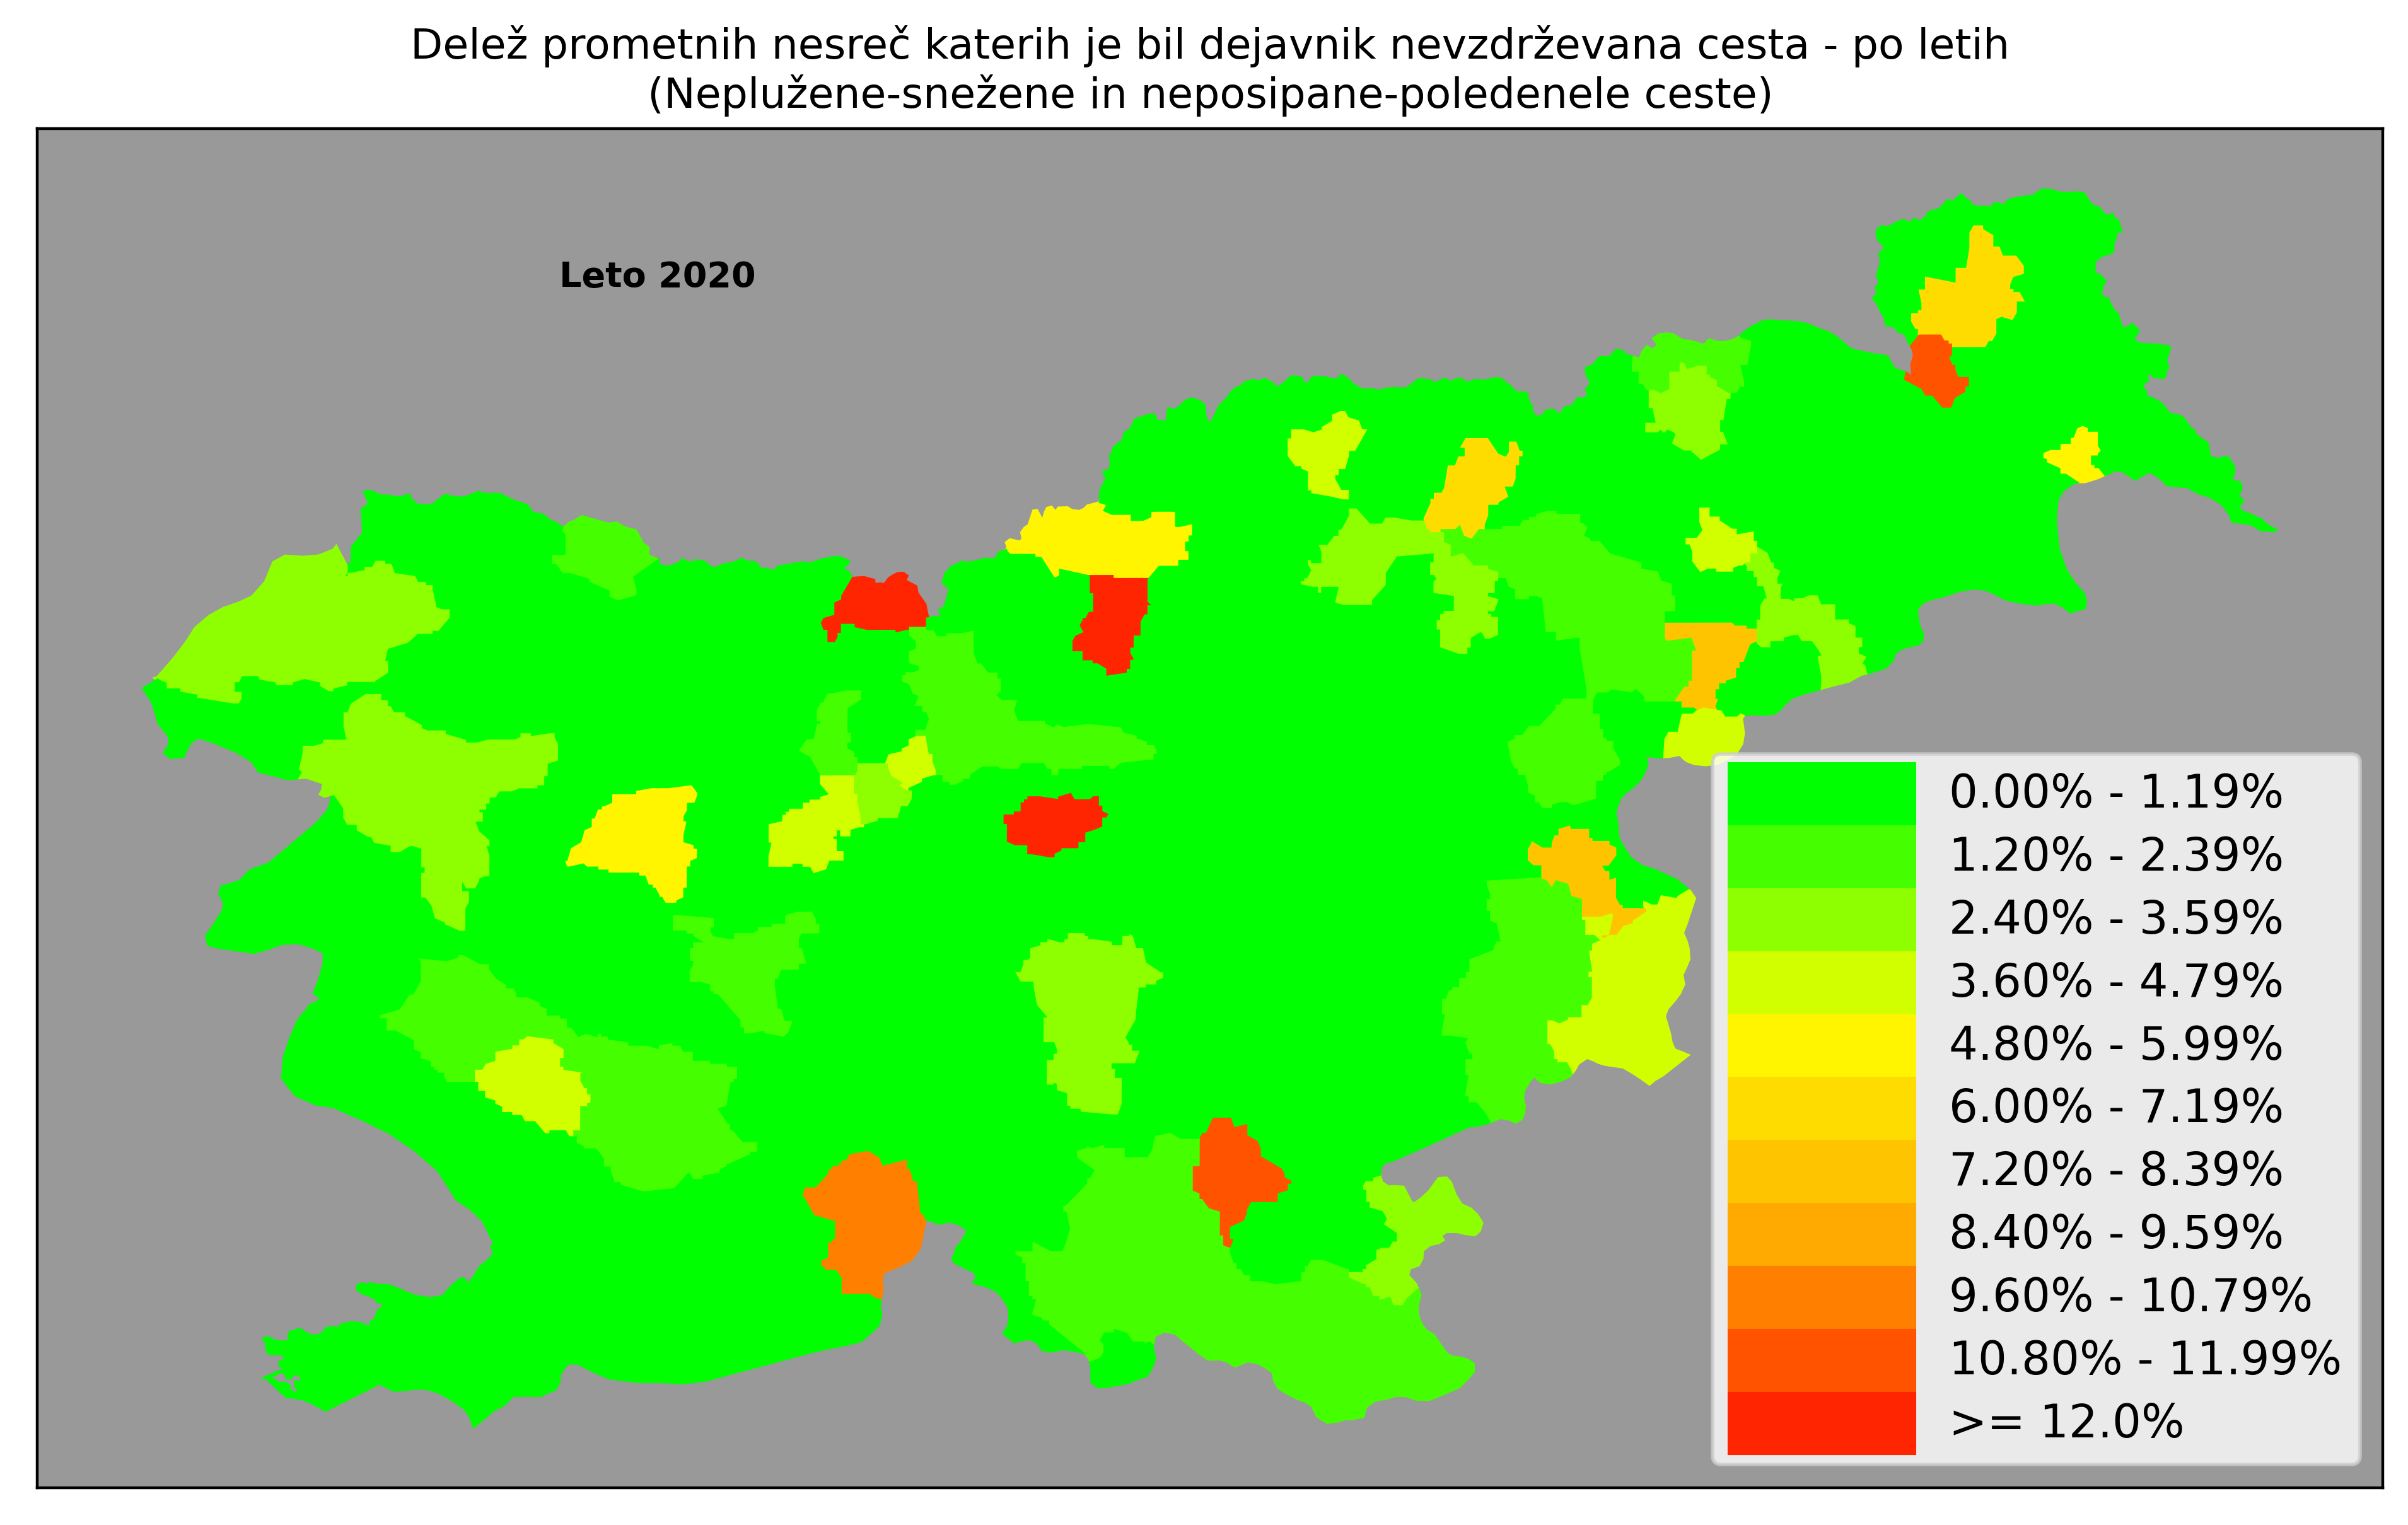 Delež prometnih nesreč katerih je bil dejavnik nevzdrževana cesta - po letih
(Neplužene-snežene in neposipane-poledenele ceste)
Leto 2020
0.00% - 1.19%
1.20% - 2.39%
2.40% - 3.59%
3.60% - 4.79%
4.80% - 5.99%
6.00% - 7.19%
7.20% - 8.39%
8.40% - 9.59%
9.60% - 10.79%
10.80% - 11.99%
>= 12.0%